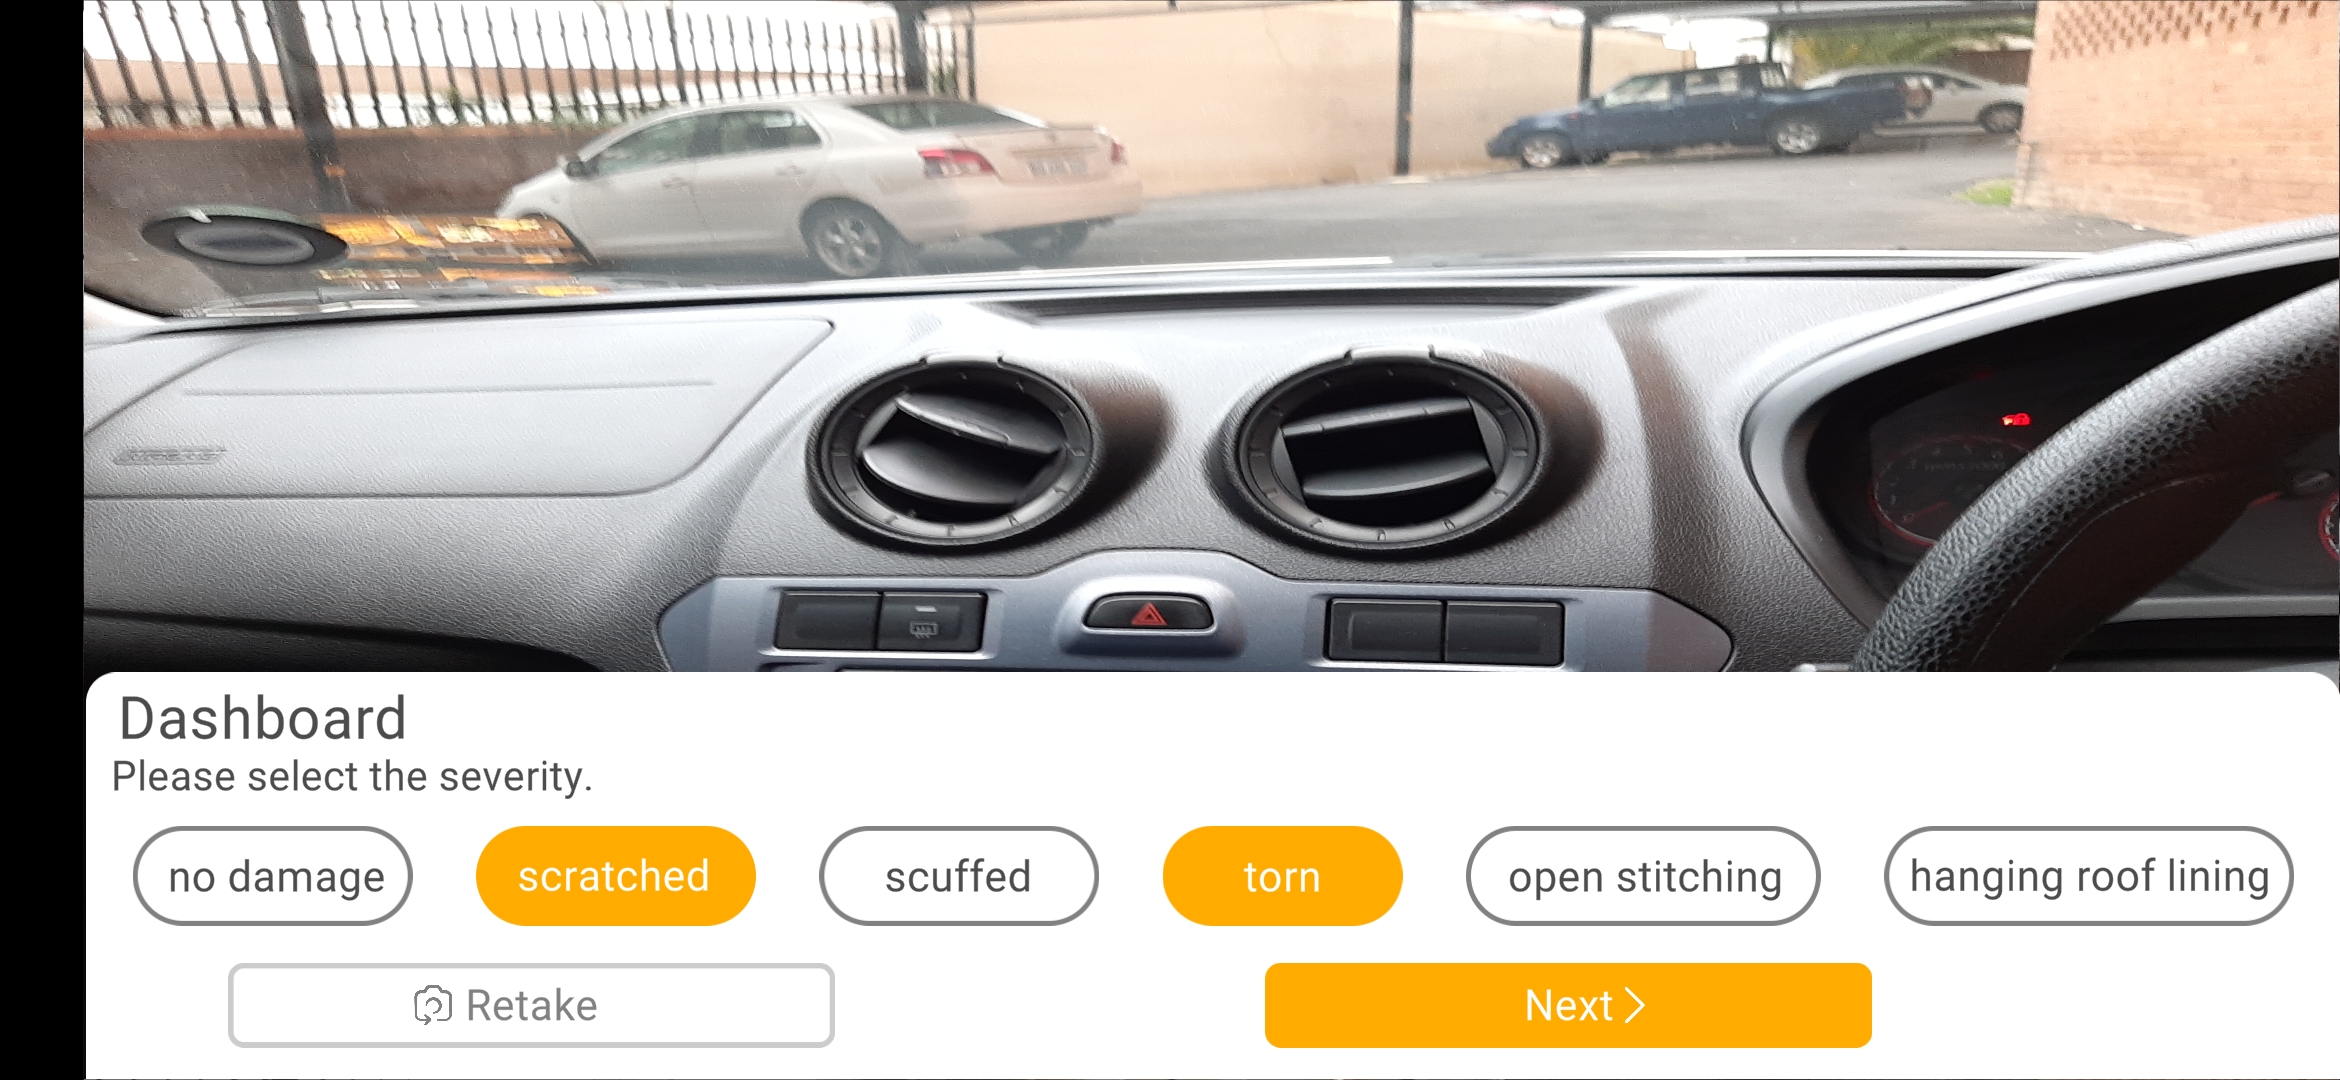 Dashboard
Please select the severity.
no damage
scratched
scuffed
torn
open stitching
hanging roof lining
Retake
Next